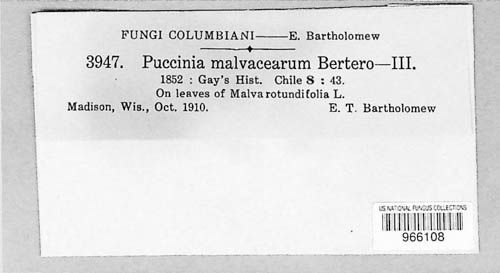 FUNGI COLUMBIANI——E. Bartholomew
3947. Puccinia malvacearum Bertero—III.
1852 : Gay's Hist. Chile 8 : 43.
On leaves of Malva rotundifolia L.
Madison, Wis., Oct. 1910. E. T. Bartholomew
US NATIONAL FUNGUS COLLECTIONS
966108